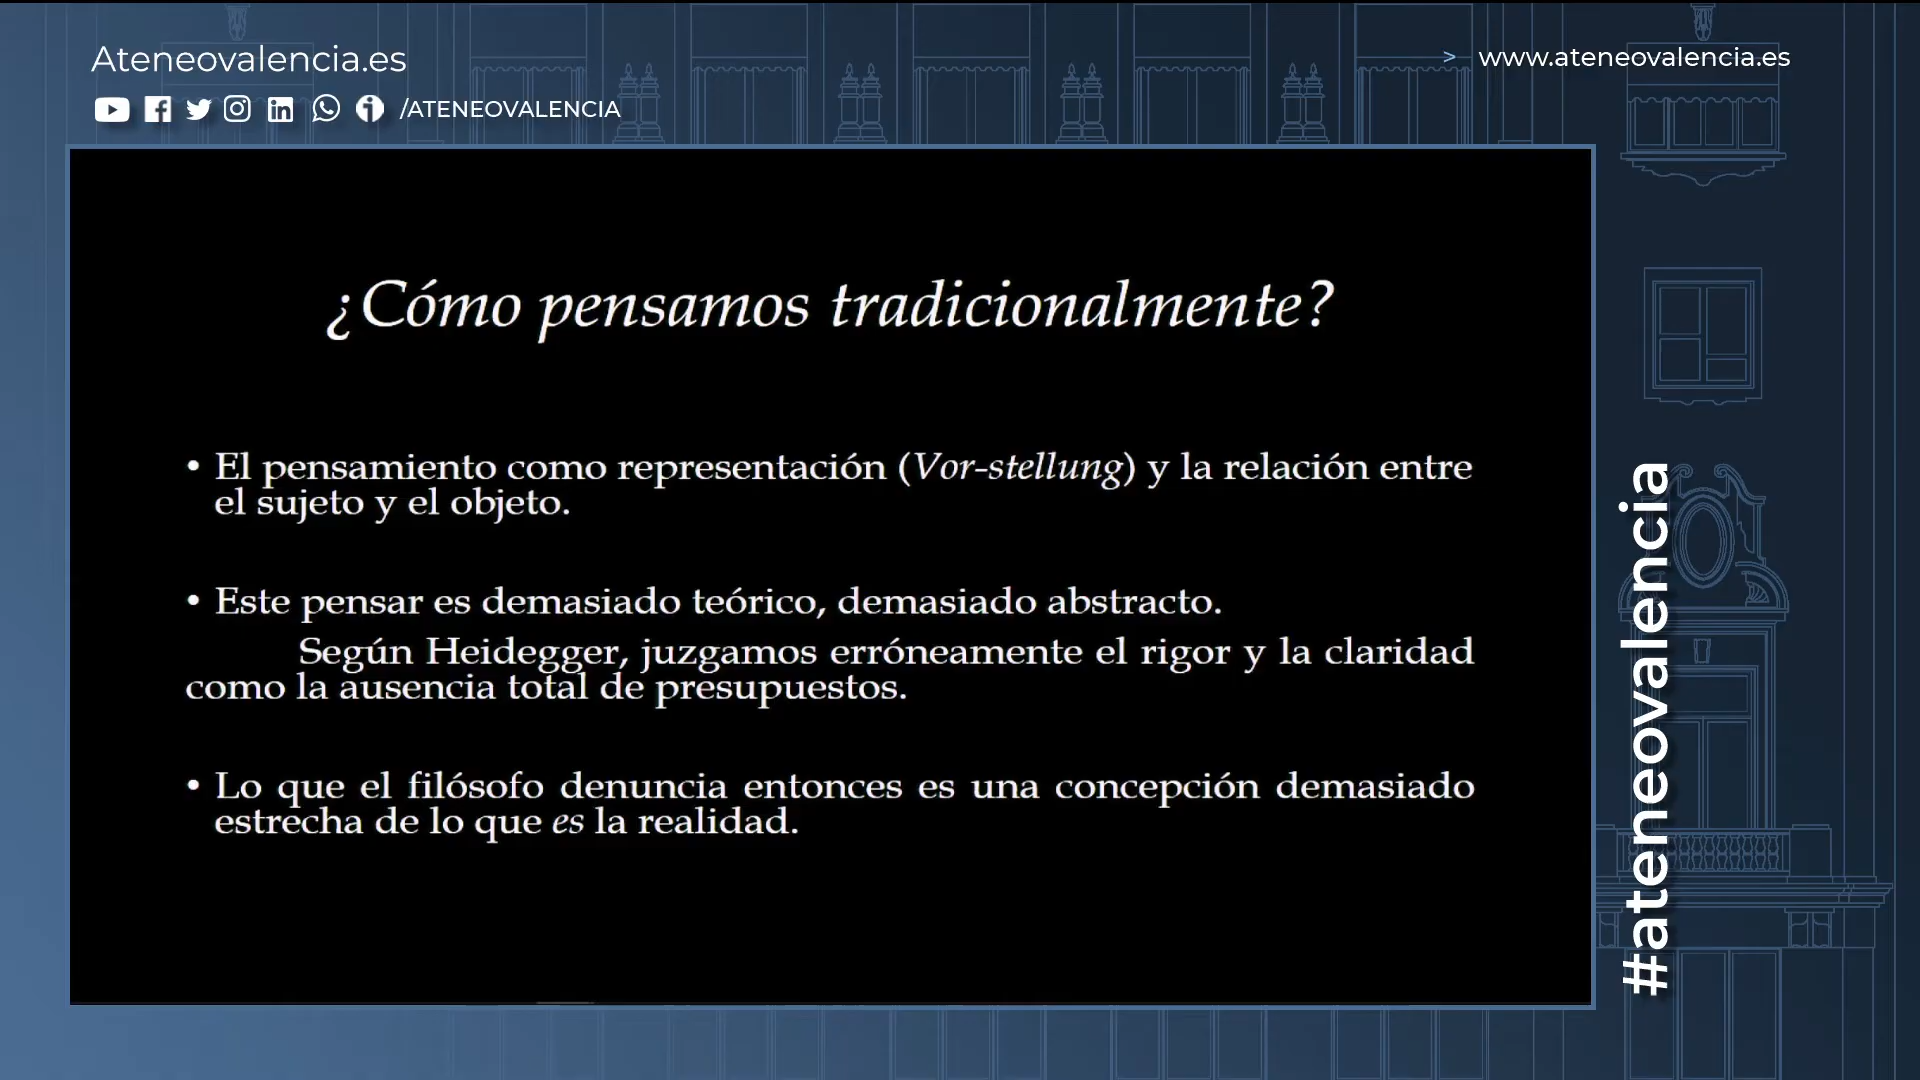 Ateneovalencia.es
> www.ateneovalencia.es
/ATENEOVALENCIA
¿Cómo pensamos tradicionalmente?
• El pensamiento como representación (Vor-stellung) y la relación entre
el sujeto y el objeto.
• Este pensar es demasiado teórico, demasiado abstracto.
Según Heidegger, juzgamos erróneamente el rigor y la claridad
como la ausencia total de presupuestos.
• Lo que el filósofo denuncia entonces es una concepción demasiado
estrecha de lo que es la realidad.
#ateneovalencia